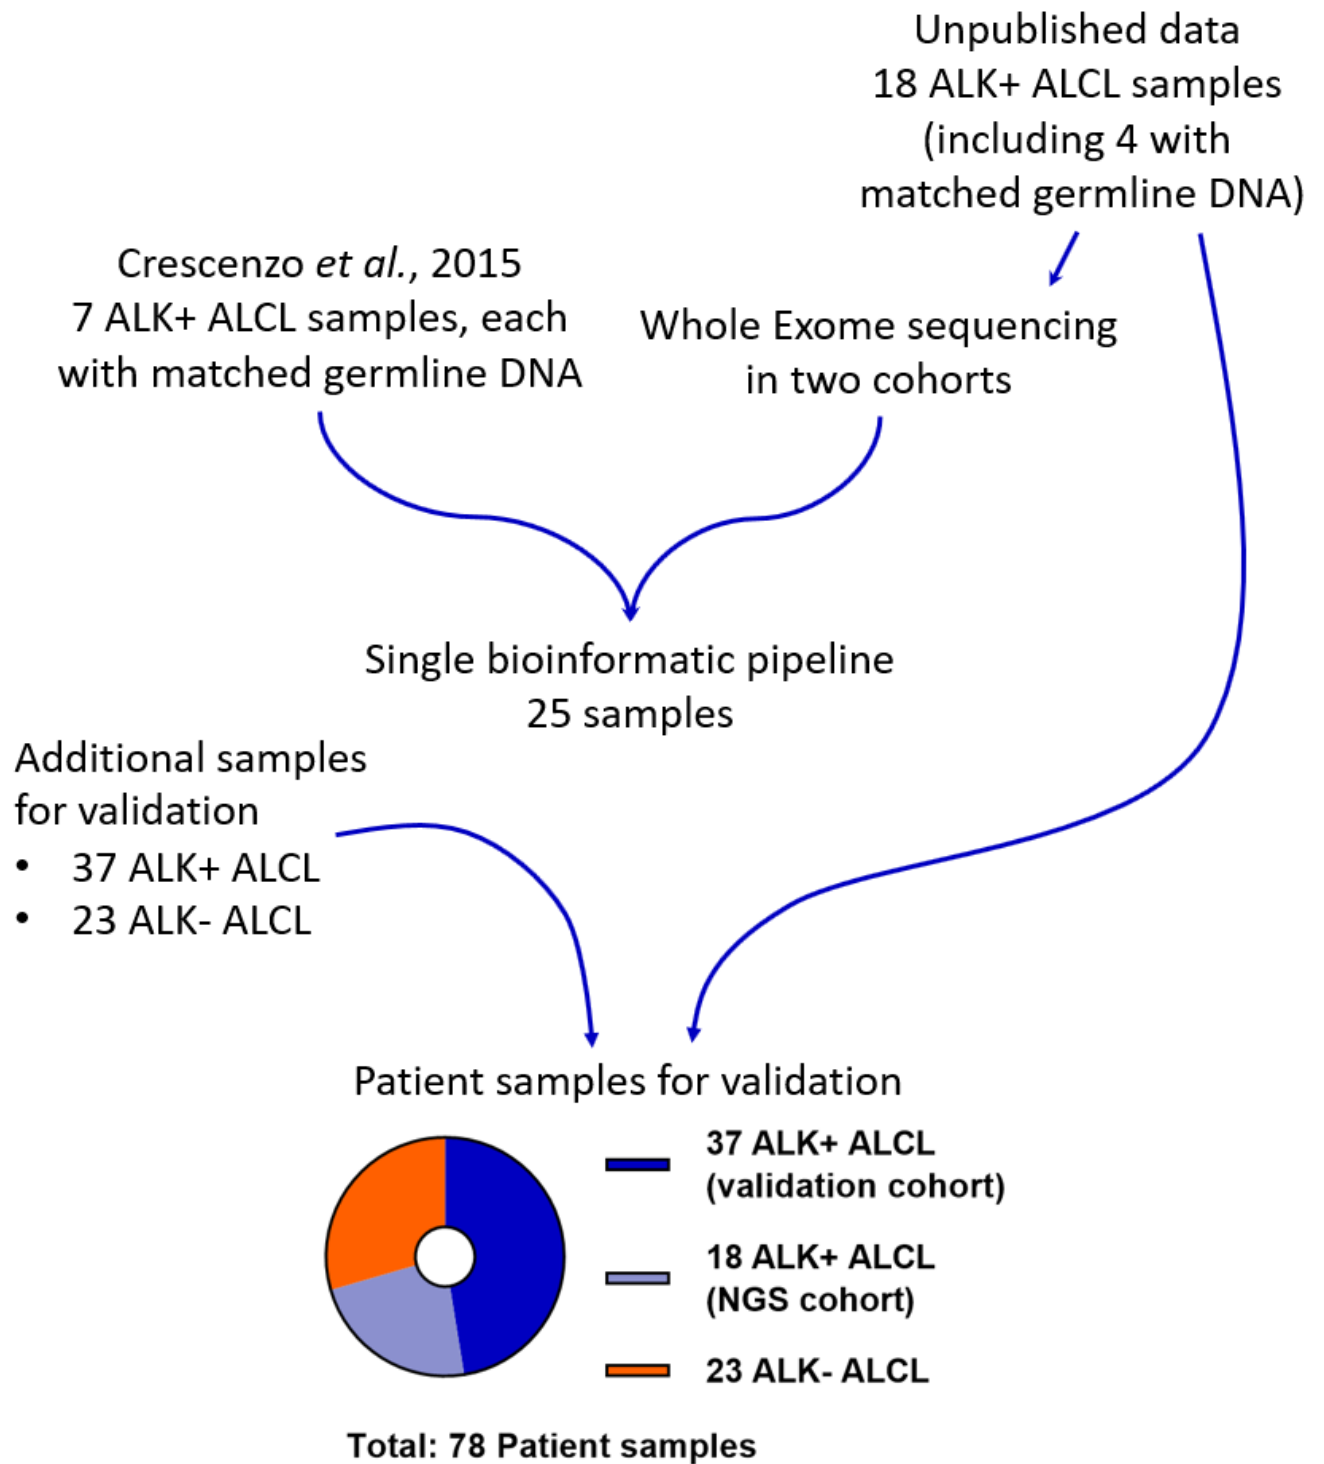 Unpublished data
18 ALK+ ALCL samples
(including 4 with
matched germline DNA)
Crescenzo et al., 2015
7 ALK+ ALCL samples, each
with matched germline DNA
Whole Exome sequencing
in two cohorts
Single bioinformatic pipeline
25 samples
Additional samples
for validation
• 37 ALK+ ALCL
• 23 ALK- ALCL
Patient samples for validation
37 ALK+ ALCL
(validation cohort)
18 ALK+ ALCL
(NGS cohort)
23 ALK- ALCL
Total: 78 Patient samples